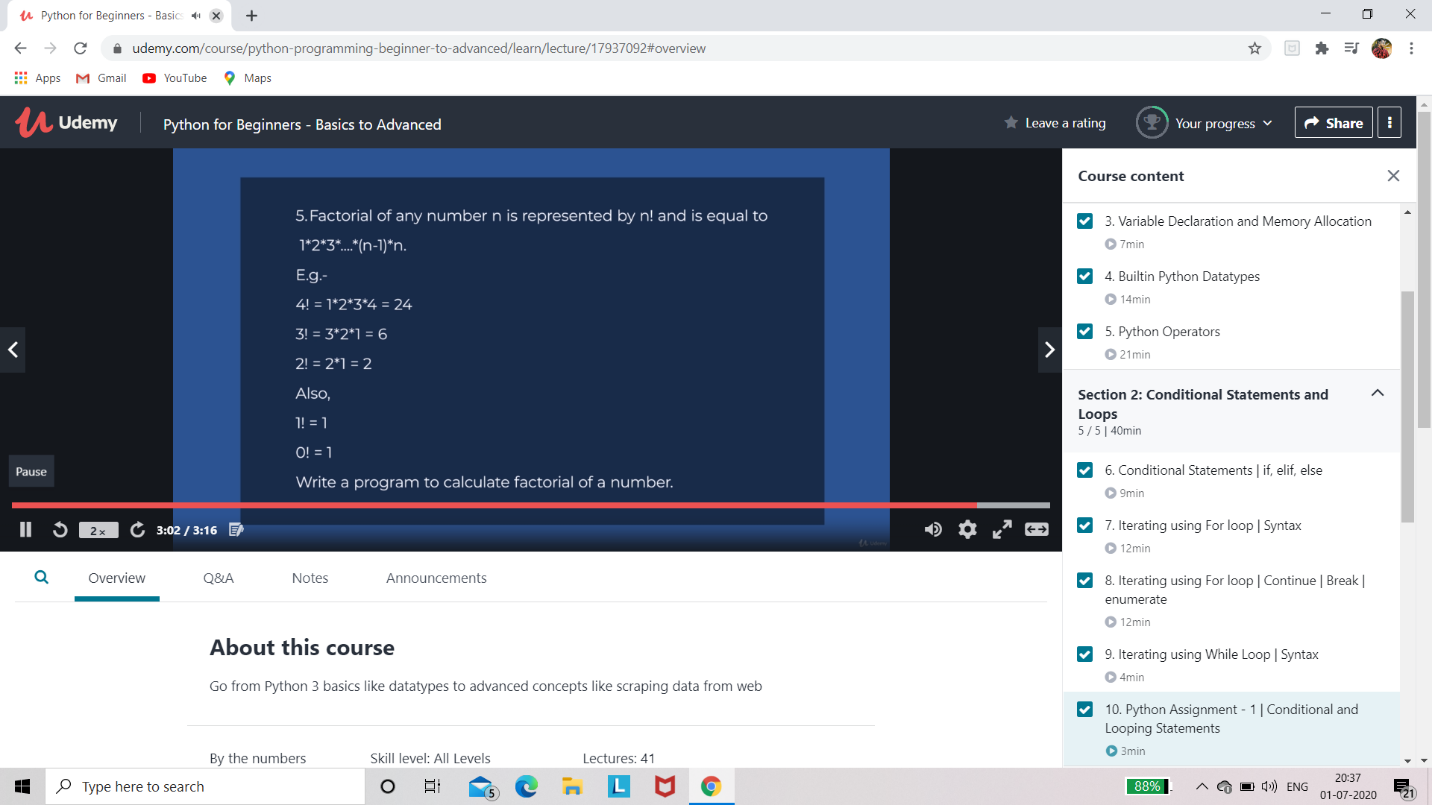 Python for Beginners - Basics
udemy.com/course/python-programming-beginner-to-advanced/learn/lecture/17937092#overview
Apps Gmail YouTube Maps
Udemy Python for Beginners - Basics to Advanced Leave a rating Your progress Share
5. Factorial of any number n is represented by n! and is equal to
1*2*3*....*(n-1)*n.
E.g.-
4! = 1*2*3*4 = 24
3! = 3*2*1 = 6
2! = 2*1 = 2
Also,
1! = 1
0! = 1
Write a program to calculate factorial of a number.
Pause
2x 3:02 / 3:16
Udemy
Course content
3. Variable Declaration and Memory Allocation
7min
4. Builtin Python Datatypes
14min
5. Python Operators
21min
Section 2: Conditional Statements and
Loops
5 / 5 | 40min
6. Conditional Statements | if, elif, else
9min
7. Iterating using For loop | Syntax
12min
8. Iterating using For loop | Continue | Break |
enumerate
12min
9. Iterating using While Loop | Syntax
4min
10. Python Assignment - 1 | Conditional and
Looping Statements
3min
Overview Q&A Notes Announcements
About this course
Go from Python 3 basics like datatypes to advanced concepts like scraping data from web
By the numbers Skill level: All Levels Lectures: 41
Type here to search 5 L 88% ENG 20:37
01-07-2020 21